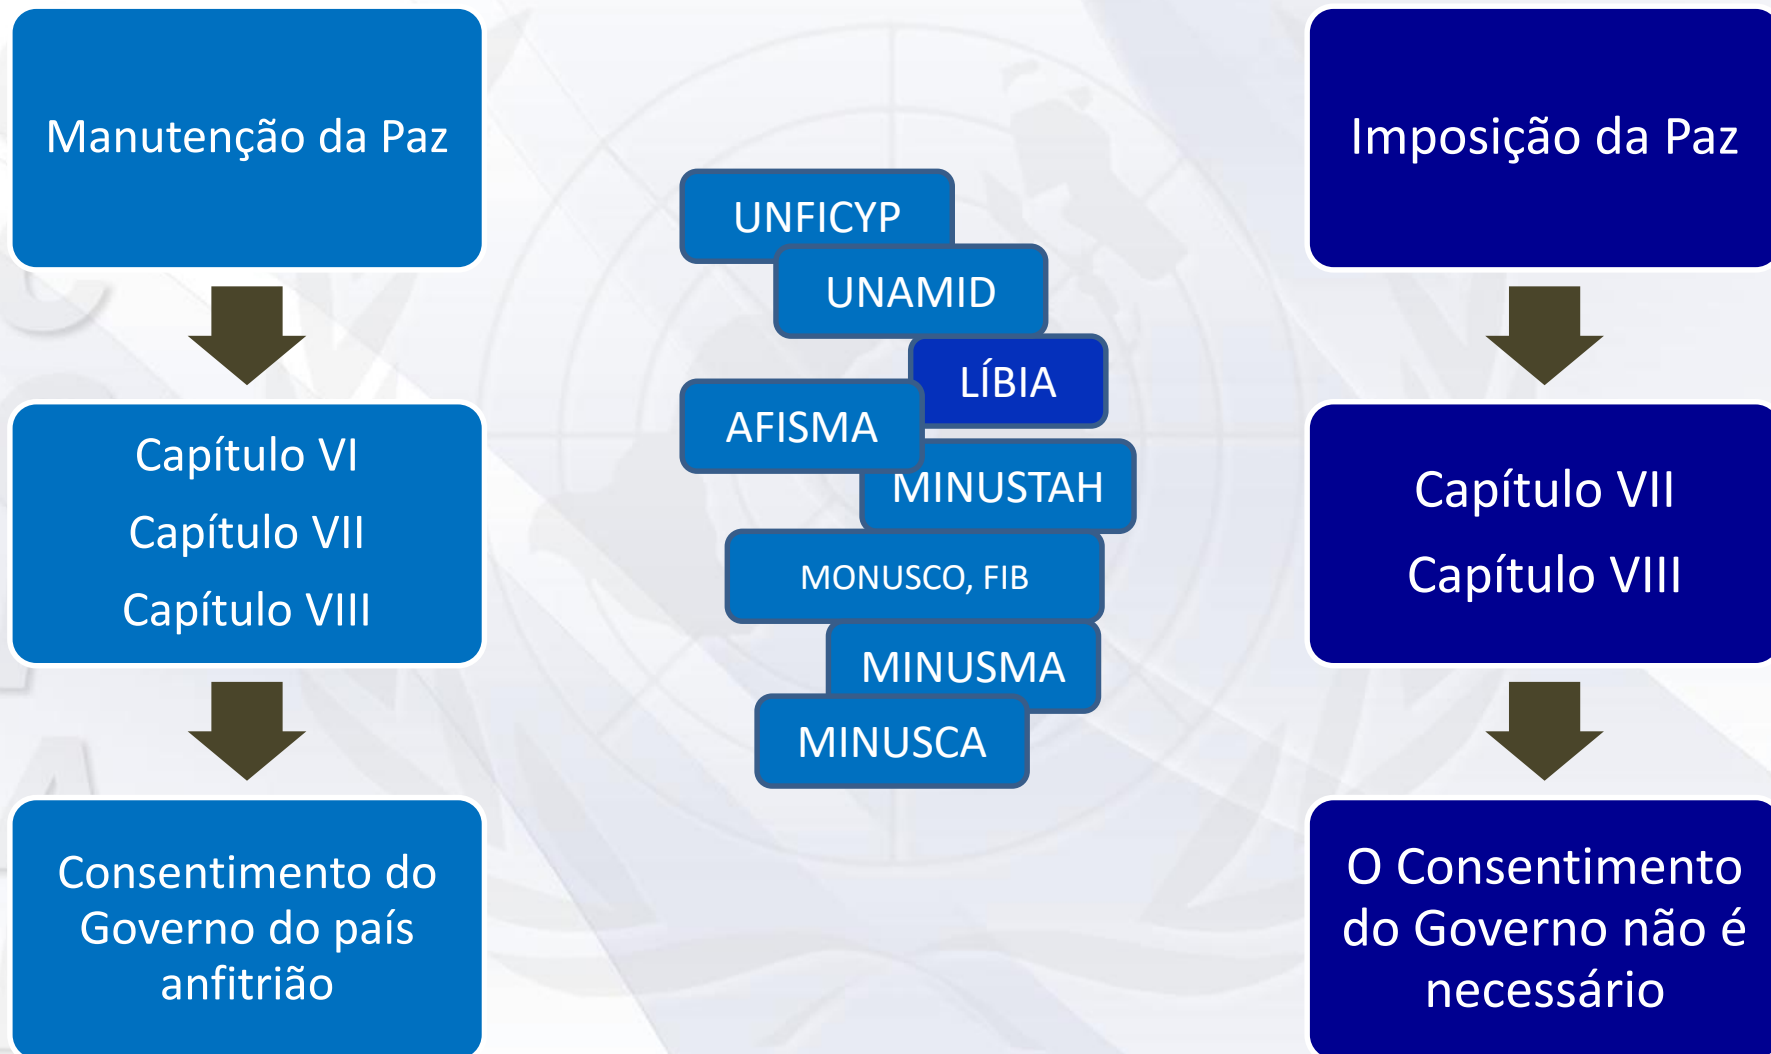 Manutenção da Paz
Capítulo VI
Capítulo VII
Capítulo VIII
Consentimento do
Governo do país
anfitrião
UNFICYP
UNAMID
LÍBIA
AFISMA
MINUSTAH
MONUSCO, FIB
MINUSMA
MINUSCA
Imposição da Paz
Capítulo VII
Capítulo VIII
O Consentimento
do Governo não é
necessário